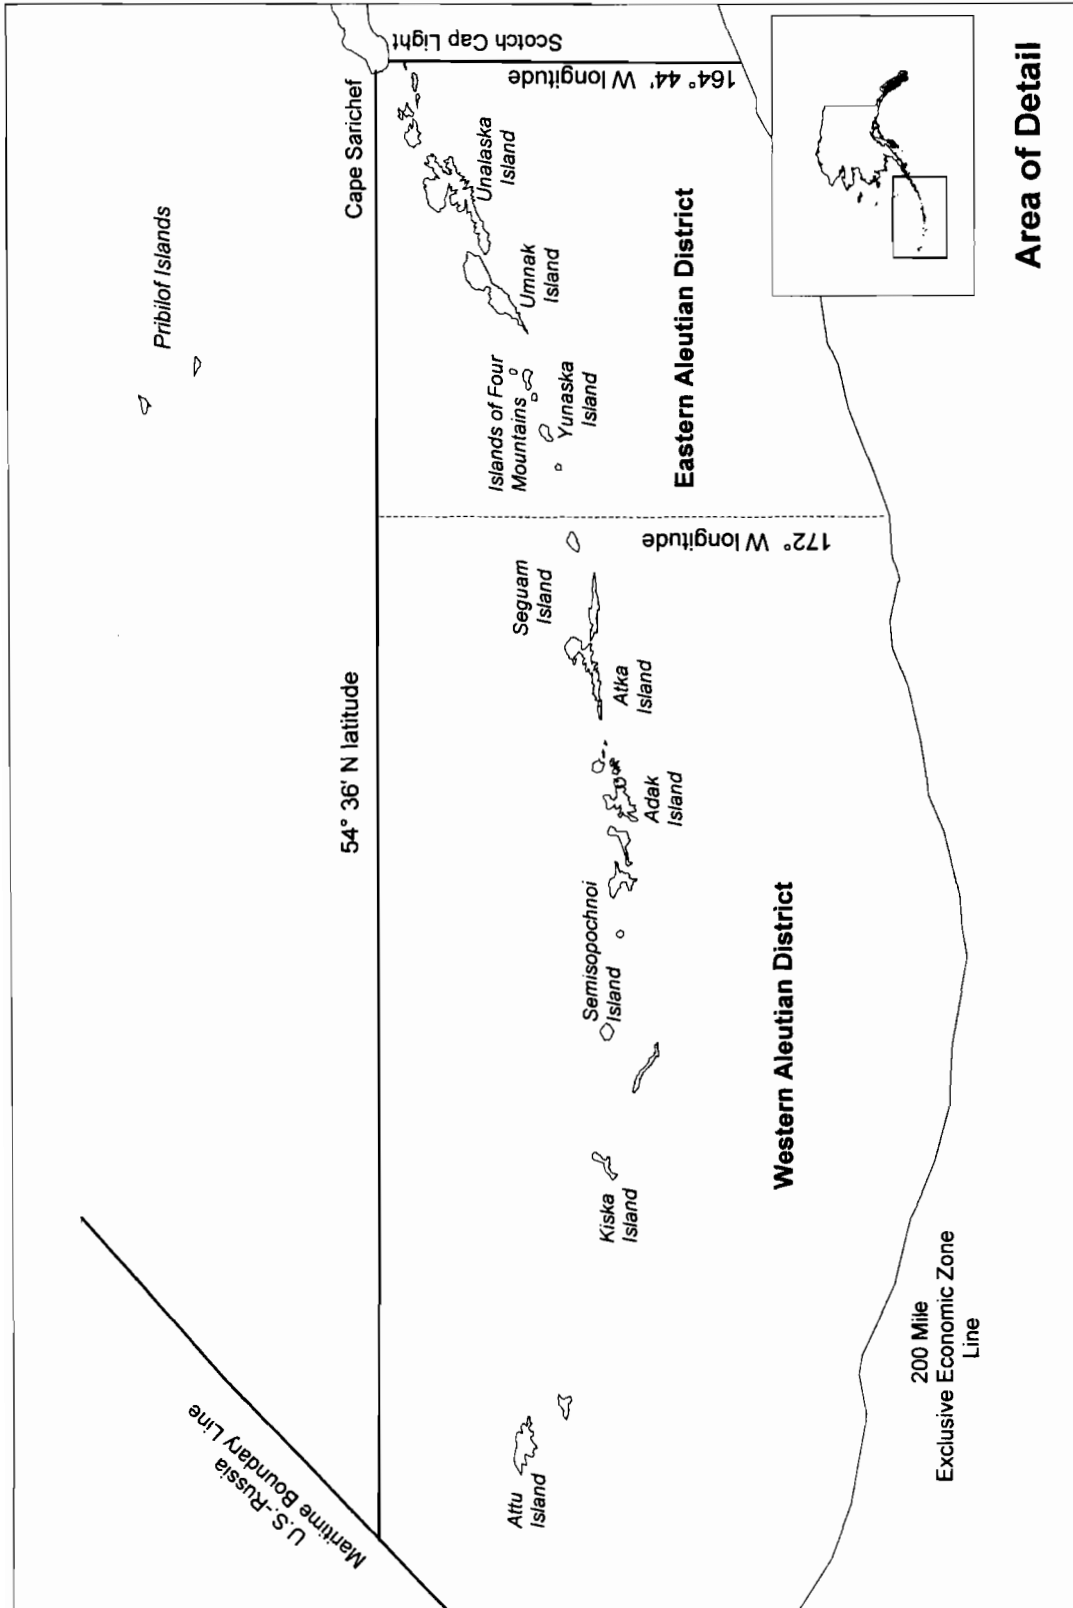 Pribilof Islands
Cape Sarichef
Scotch Cap Light
164° 44' W longitude
Unalaska
Island
Umnak
Island
Islands of Four
Mountains
Yunaska
Island
Eastern Aleutian District
172° W longitude
54° 36' N latitude
Seguam
Island
Atka
Island
Adak
Island
Semisopochnoi
Island
Kiska
Island
Attu
Island
Western Aleutian District
U.S.-Russia
Maritime Boundary Line
200 Mile
Exclusive Economic Zone
Line
Area of Detail